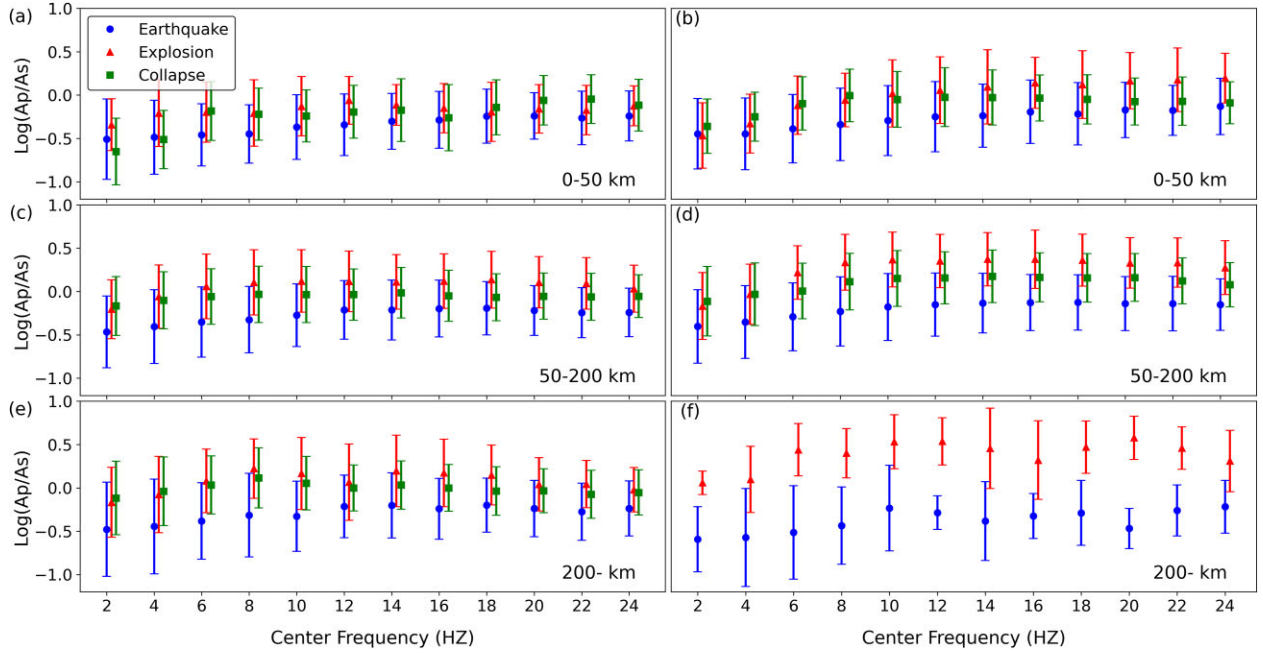 (a)
1.0
0.5
0.0
−0.5
−1.0
Log(Ap/As)
Earthquake
Explosion
Collapse
0-50 km
(b)
0-50 km
(c)
1.0
0.5
0.0
−0.5
−1.0
Log(Ap/As)
50-200 km
(d)
50-200 km
(e)
1.0
0.5
0.0
−0.5
−1.0
Log(Ap/As)
200- km
(f)
200- km
2 4 6 8 10 12 14 16 18 20 22 24
2 4 6 8 10 12 14 16 18 20 22 24
Center Frequency (HZ)
Center Frequency (HZ)